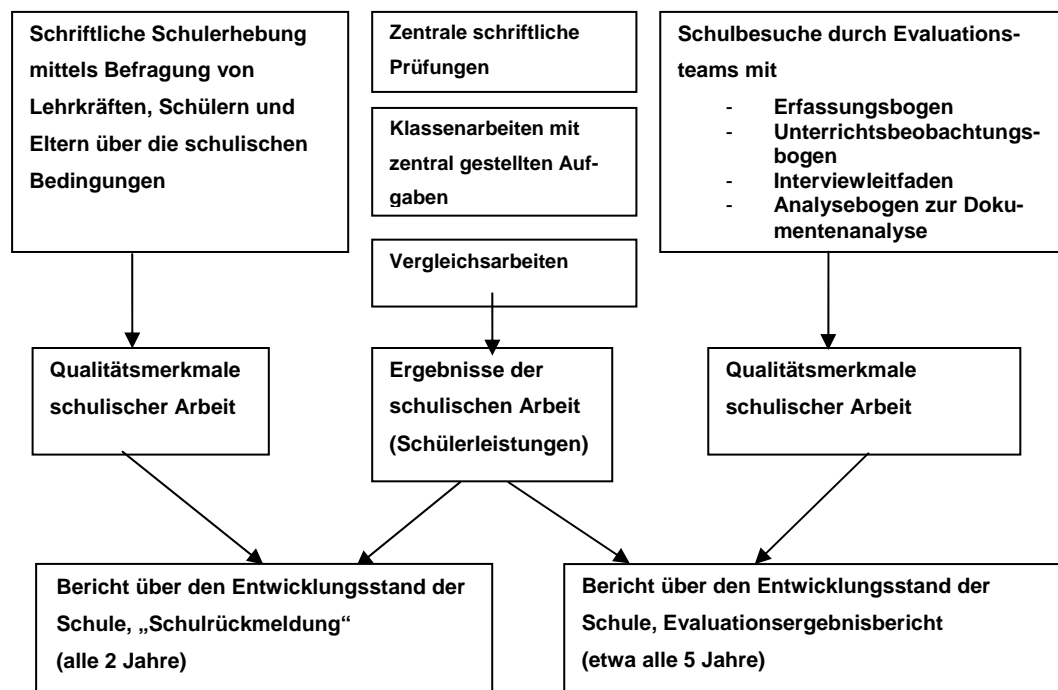 Schriftliche Schulerhebung
mittels Befragung von
Lehrkräften, Schülern und
Eltern über die schulischen
Bedingungen
Zentrale schriftliche
Prüfungen
Klassenarbeiten mit
zentral gestellten Auf-
gaben
Vergleichsarbeiten
Schulbesuche durch Evaluations-
teams mit
- Erfassungsbogen
- Unterrichtsbeobachtungs-
bogen
- Interviewleitfaden
- Analysebogen zur Doku-
mentenanalyse
Qualitätsmerkmale
schulischer Arbeit
Ergebnisse der
schulischen Arbeit
(Schülerleistungen)
Qualitätsmerkmale
schulischer Arbeit
Bericht über den Entwicklungsstand der
Schule, „Schulrückmeldung“
(alle 2 Jahre)
Bericht über den Entwicklungsstand der
Schule, Evaluationsergebnisbericht
(etwa alle 5 Jahre)